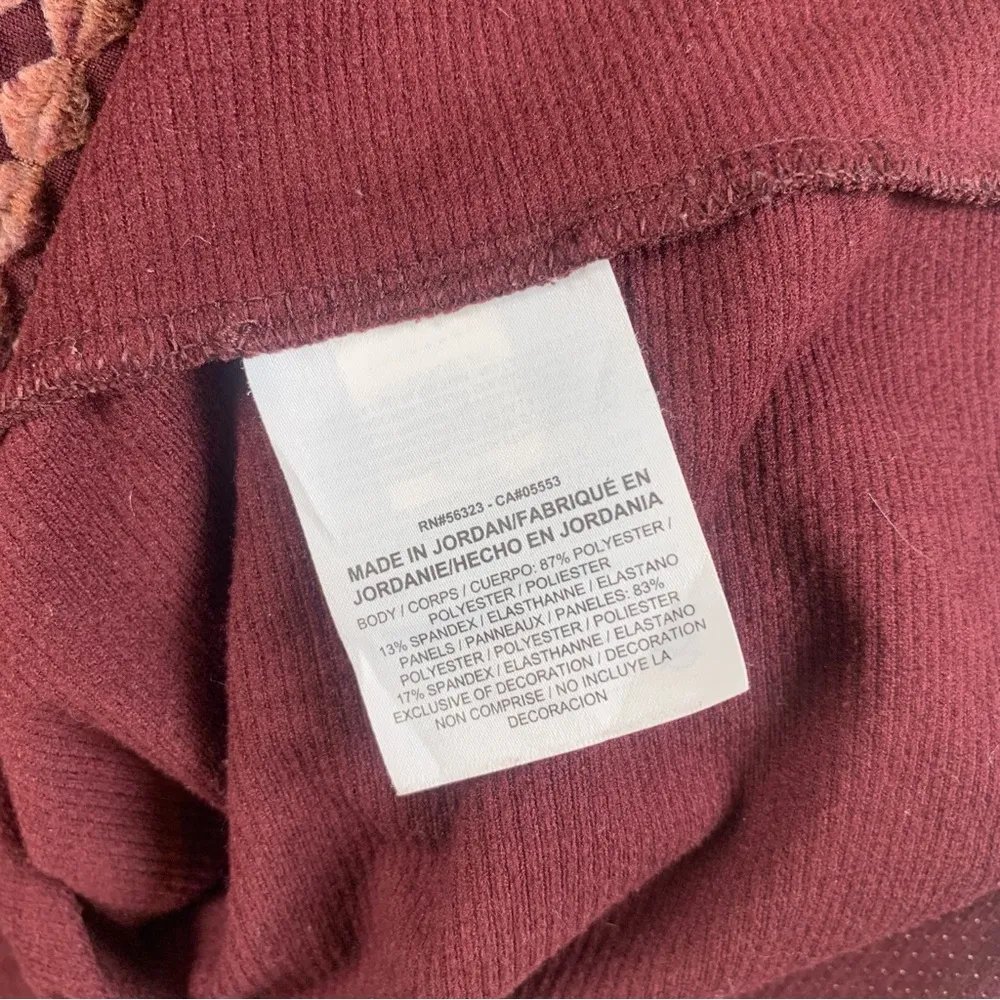 RN#56323 - CA#05553
MADE IN JORDAN/FABRIQUÉ EN
JORDANIE/HECHO EN JORDANIA
BODY / CORPS / CUERPO: 87% POLYESTER /
POLYESTER / POLIESTER
13% SPANDEX / ELASTHANNE / ELASTANO
PANELS / PANNEAUX / PANELES: 83%
POLYESTER / POLYESTER / POLIESTER
17% SPANDEX / ELASTHANNE / ELASTANO
EXCLUSIVE OF DECORATION / DECORATION
NON COMPRISE / NO INCLUYE LA
DECORACION